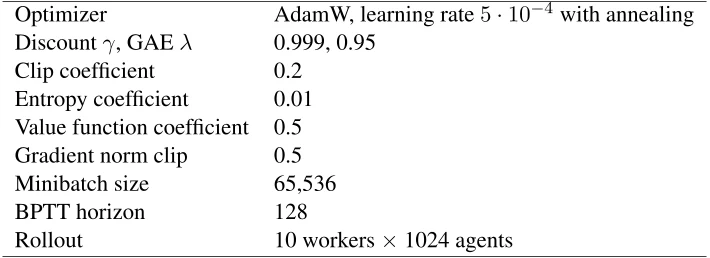 Optimizer AdamW, learning rate 5 · 10⁻⁴ with annealing
Discount γ, GAE λ 0.999, 0.95
Clip coefficient 0.2
Entropy coefficient 0.01
Value function coefficient 0.5
Gradient norm clip 0.5
Minibatch size 65,536
BPTT horizon 128
Rollout 10 workers × 1024 agents